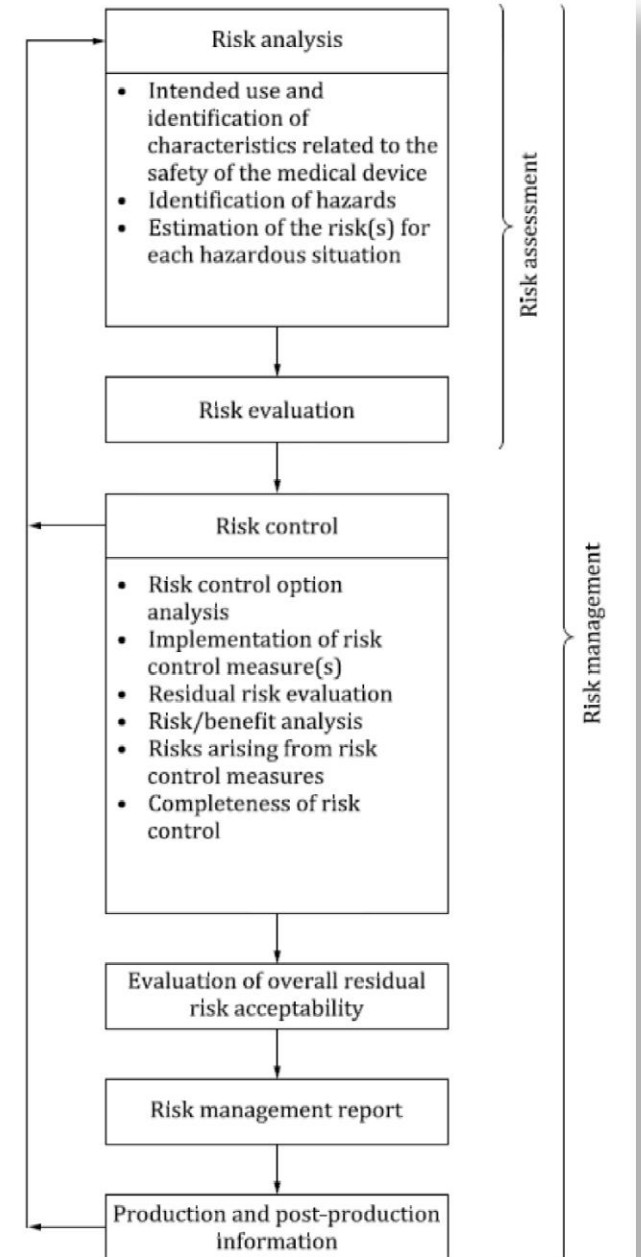 Risk analysis
• Intended use and
identification of
characteristics related to the
safety of the medical device
• Identification of hazards
• Estimation of the risk(s) for
each hazardous situation
Risk evaluation
Risk assessment
Risk control
• Risk control option
analysis
• Implementation of risk
control measure(s)
• Residual risk evaluation
• Risk/benefit analysis
• Risks arising from risk
control measures
• Completeness of risk
control
Evaluation of overall residual
risk acceptability
Risk management report
Production and post-production
information
Risk management